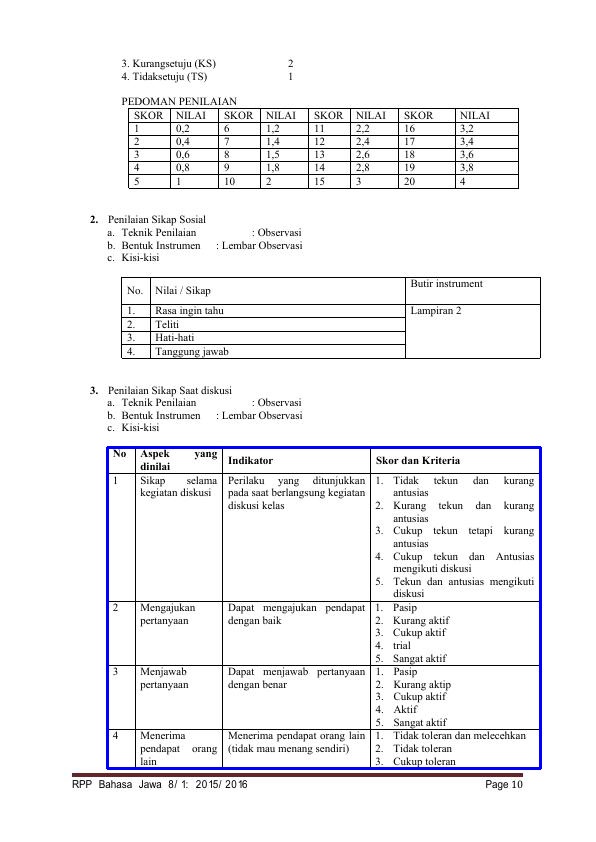 3. Kurangsetuju (KS) 2
4. Tidaksetuju (TS) 1
PEDOMAN PENILAIAN
SKOR NILAI SKOR NILAI SKOR NILAI SKOR NILAI
1 0,2 6 1,2 11 2,2 16 3,2
2 0,4 7 1,4 12 2,4 17 3,4
3 0,6 8 1,5 13 2,6 18 3,6
4 0,8 9 1,8 14 2,8 19 3,8
5 1 10 2 15 3 20 4
2. Penilaian Sikap Sosial
a. Teknik Penilaian : Observasi
b. Bentuk Instrumen : Lembar Observasi
c. Kisi-kisi
No. Nilai / Sikap Butir instrument
1. Rasa ingin tahu Lampiran 2
2. Teliti
3. Hati-hati
4. Tanggung jawab
3. Penilaian Sikap Saat diskusi
a. Teknik Penilaian : Observasi
b. Bentuk Instrumen : Lembar Observasi
c. Kisi-kisi
No Aspek yang
dinilai
Indikator
Skor dan Kriteria
1 Sikap selama
kegiatan diskusi
Perilaku yang ditunjukkan
pada saat berlangsung kegiatan
diskusi kelas
1. Tidak tekun dan kurang
antusias
2. Kurang tekun dan kurang
antusias
3. Cukup tekun tetapi kurang
antusias
4. Cukup tekun dan Antusias
mengikuti diskusi
5. Tekun dan antusias mengikuti
diskusi
2 Mengajukan
pertanyaan
Dapat mengajukan pendapat
dengan baik
1. Pasip
2. Kurang aktif
3. Cukup aktif
4. trial
5. Sangat aktif
3 Menjawab
pertanyaan
Dapat menjawab pertanyaan
dengan benar
1. Pasip
2. Kurang aktip
3. Cukup aktif
4. Aktif
5. Sangat aktif
4 Menerima
pendapat orang
lain
Menerima pendapat orang lain
(tidak mau menang sendiri)
1. Tidak toleran dan melecehkan
2. Tidak toleran
3. Cukup toleran
RPP Bahasa Jawa 8/ 1: 2015/ 2016 Page 10